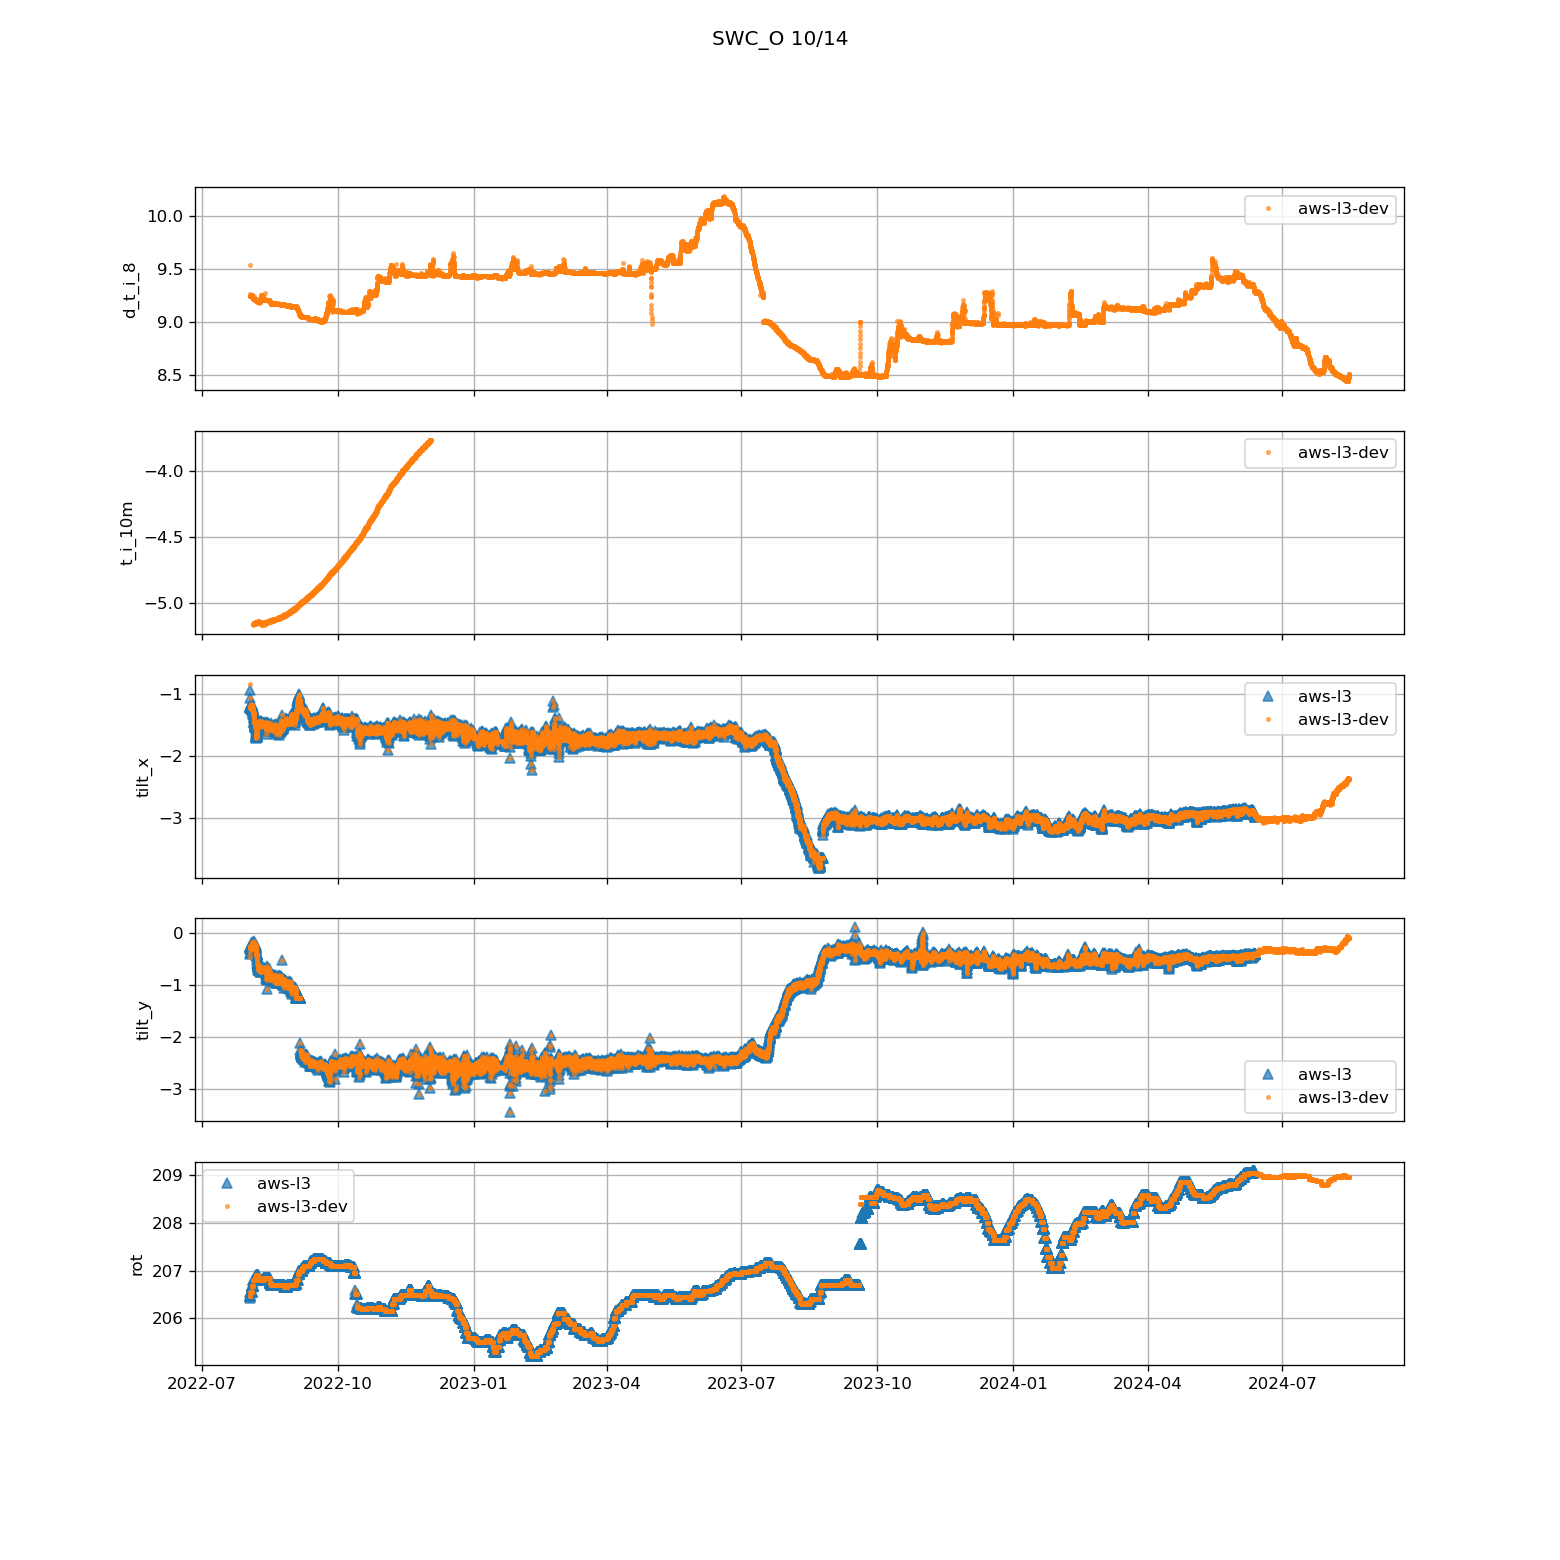 SWC_O 10/14
d_t_i_8
10.0
9.5
9.0
8.5
aws-l3-dev
t_i_10m
−4.0
−4.5
−5.0
aws-l3-dev
tilt_x
−1
−2
−3
aws-l3
aws-l3-dev
tilt_y
0
−1
−2
−3
aws-l3
aws-l3-dev
rot
209
208
207
206
aws-l3
aws-l3-dev
2022-07 2022-10 2023-01 2023-04 2023-07 2023-10 2024-01 2024-04 2024-07